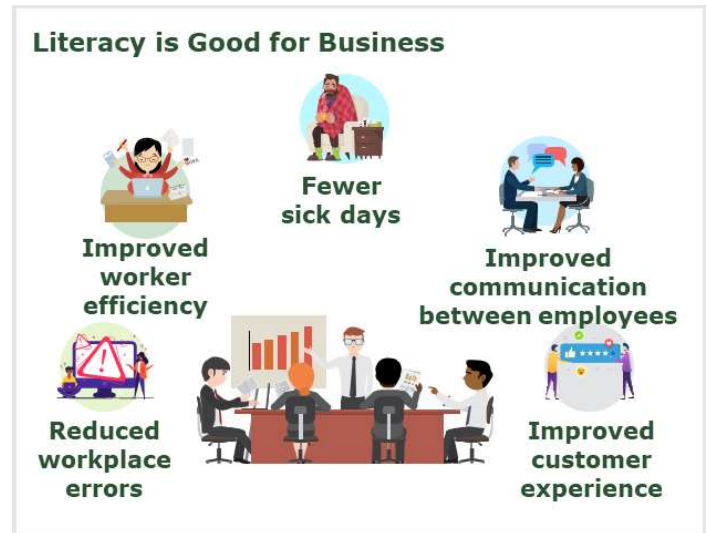 Literacy is Good for Business
Fewer
sick days
Improved
worker
efficiency
Improved
communication
between employees
Reduced
workplace
errors
Improved
customer
experience